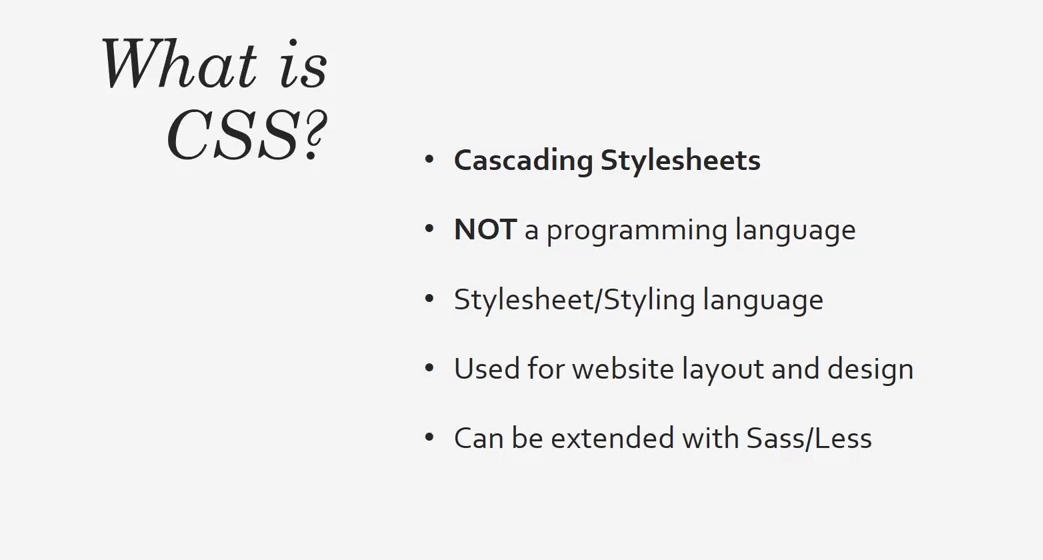 What is
CSS?
• Cascading Stylesheets
• NOT a programming language
• Stylesheet/Styling language
• Used for website layout and design
• Can be extended with Sass/Less